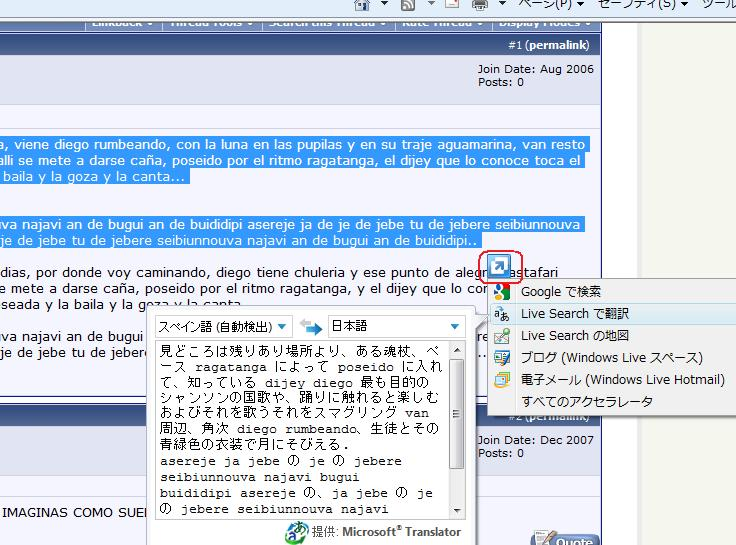 ページ(P) セーフティ(S) ツール
Linkback Thread Tools Search this Thread Rate Thread Display Modes
#1 (permalink)
Join Date: Aug 2006
Posts: 0
a, viene diego rumbeando, con la luna en las pupilas y en su traje aguamarina, van resto
alli se mete a darse caña, poseido por el ritmo ragatanga, el dijey que lo conoce toca el
baila y la goza y la canta...
uva najavi an de bugui an de buididipi asereje ja de je de jebe tu de jebere seibiunnouva
je de jebe tu de jebere seibiunnouva najavi an de bugui an de buididipi..
dias, por donde voy caminando, diego tiene chuleria y ese punto de alegr astafari
e mete a darse caña, poseido por el ritmo ragatanga, y el dijey que lo con
seada y la baila y la goza y la canta
uva najavi an de bug
je de jebe tu de jeber
Google で検索
Live Search で翻訳
Live Search の地図
ブログ (Windows Live スペース)
電子メール (Windows Live Hotmail)
すべてのアクセラレータ
スペイン語 (自動検出) 日本語
見どころは残りあり場所より、ある魂杖、ベ
ース ragatanga によって poseido に入れ
て、知っている dijey diego 最も目的の
シャンソンの国歌や、踊りに触れると楽しむ
およびそれを歌うそれをスマグリング van
周辺、角次 diego rumbeando、生徒とその
青緑色の衣装で月にそびえる.
asereje ja jebe の je の jebere
seibiunnouva najavi bugui
buididipi asereje の、ja jebe の je
の jebere seibiunnouva najavi
提供: Microsoft® Translator
#2 (permalink)
Join Date: Dec 2007
Posts: 0
IMAGINAS COMO SUE
Quote